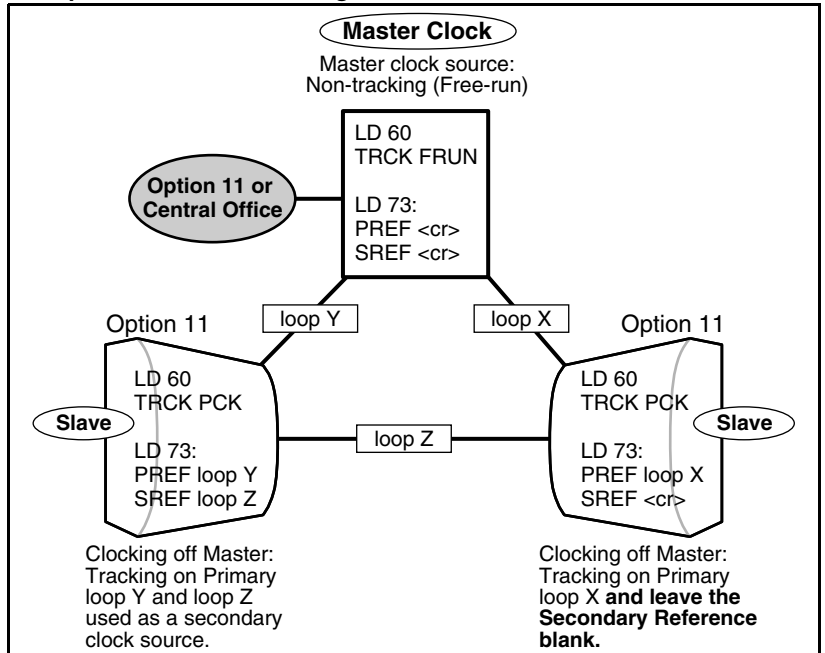 Master Clock
Master clock source:
Non-tracking (Free-run)
LD 60
TRCK FRUN
LD 73:
PREF <cr>
SREF <cr>
Option 11 or
Central Office
loop Y
loop X
Option 11
LD 60
TRCK PCK
LD 73:
PREF loop Y
SREF loop Z
Slave
loop Z
Option 11
LD 60
TRCK PCK
LD 73:
PREF loop X
SREF <cr>
Slave
Clocking off Master:
Tracking on Primary
loop Y and loop Z
used as a secondary
clock source.
Clocking off Master:
Tracking on Primary
loop X and leave the
Secondary Reference
blank.